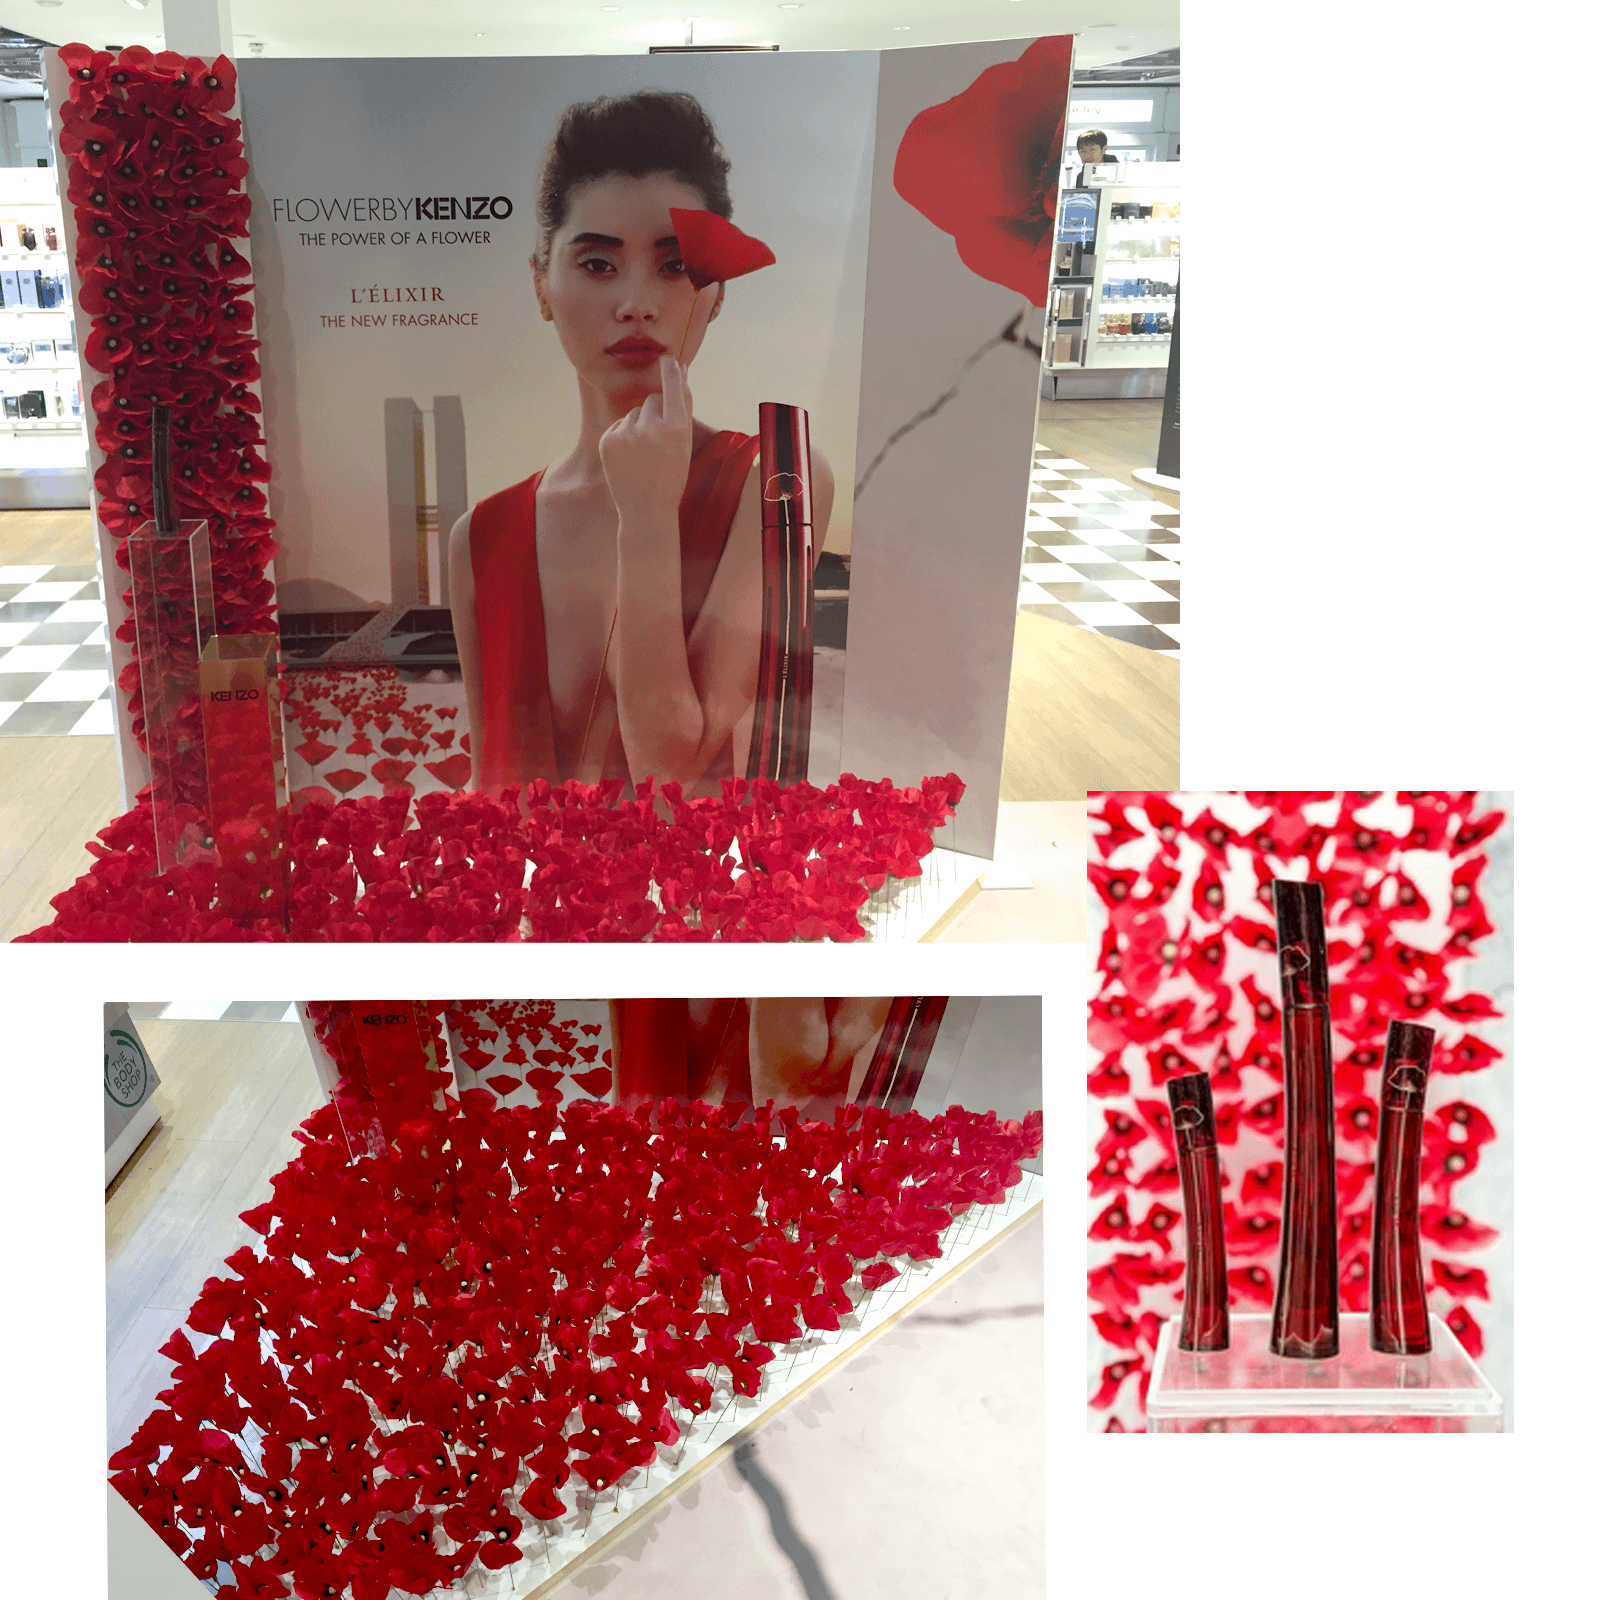 FLOWERBYKENZO
THE POWER OF A FLOWER
L'ÉLIXIR
THE NEW FRAGRANCE
KENZO
KENZO
THE
BODY
SHOP